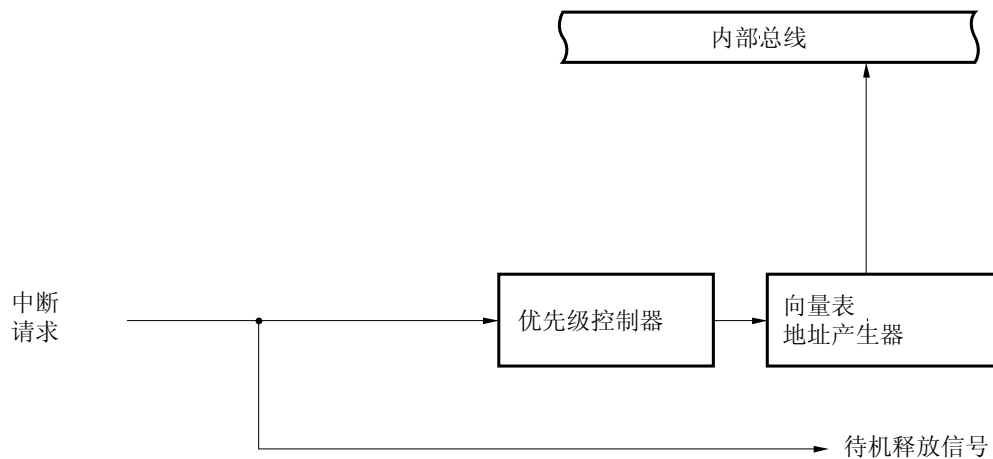 内部总线
中断
请求
优先级控制器
向量表
地址产生器
待机释放信号